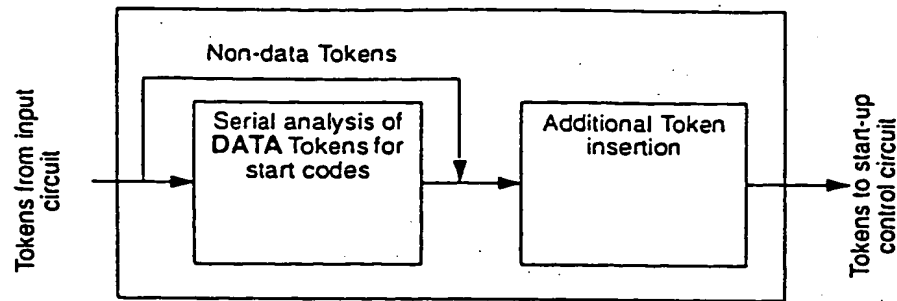 Non-data Tokens
Tokens from input
circuit
Serial analysis of
DATA Tokens for
start codes
Additional Token
insertion
Tokens to start-up
control circuit